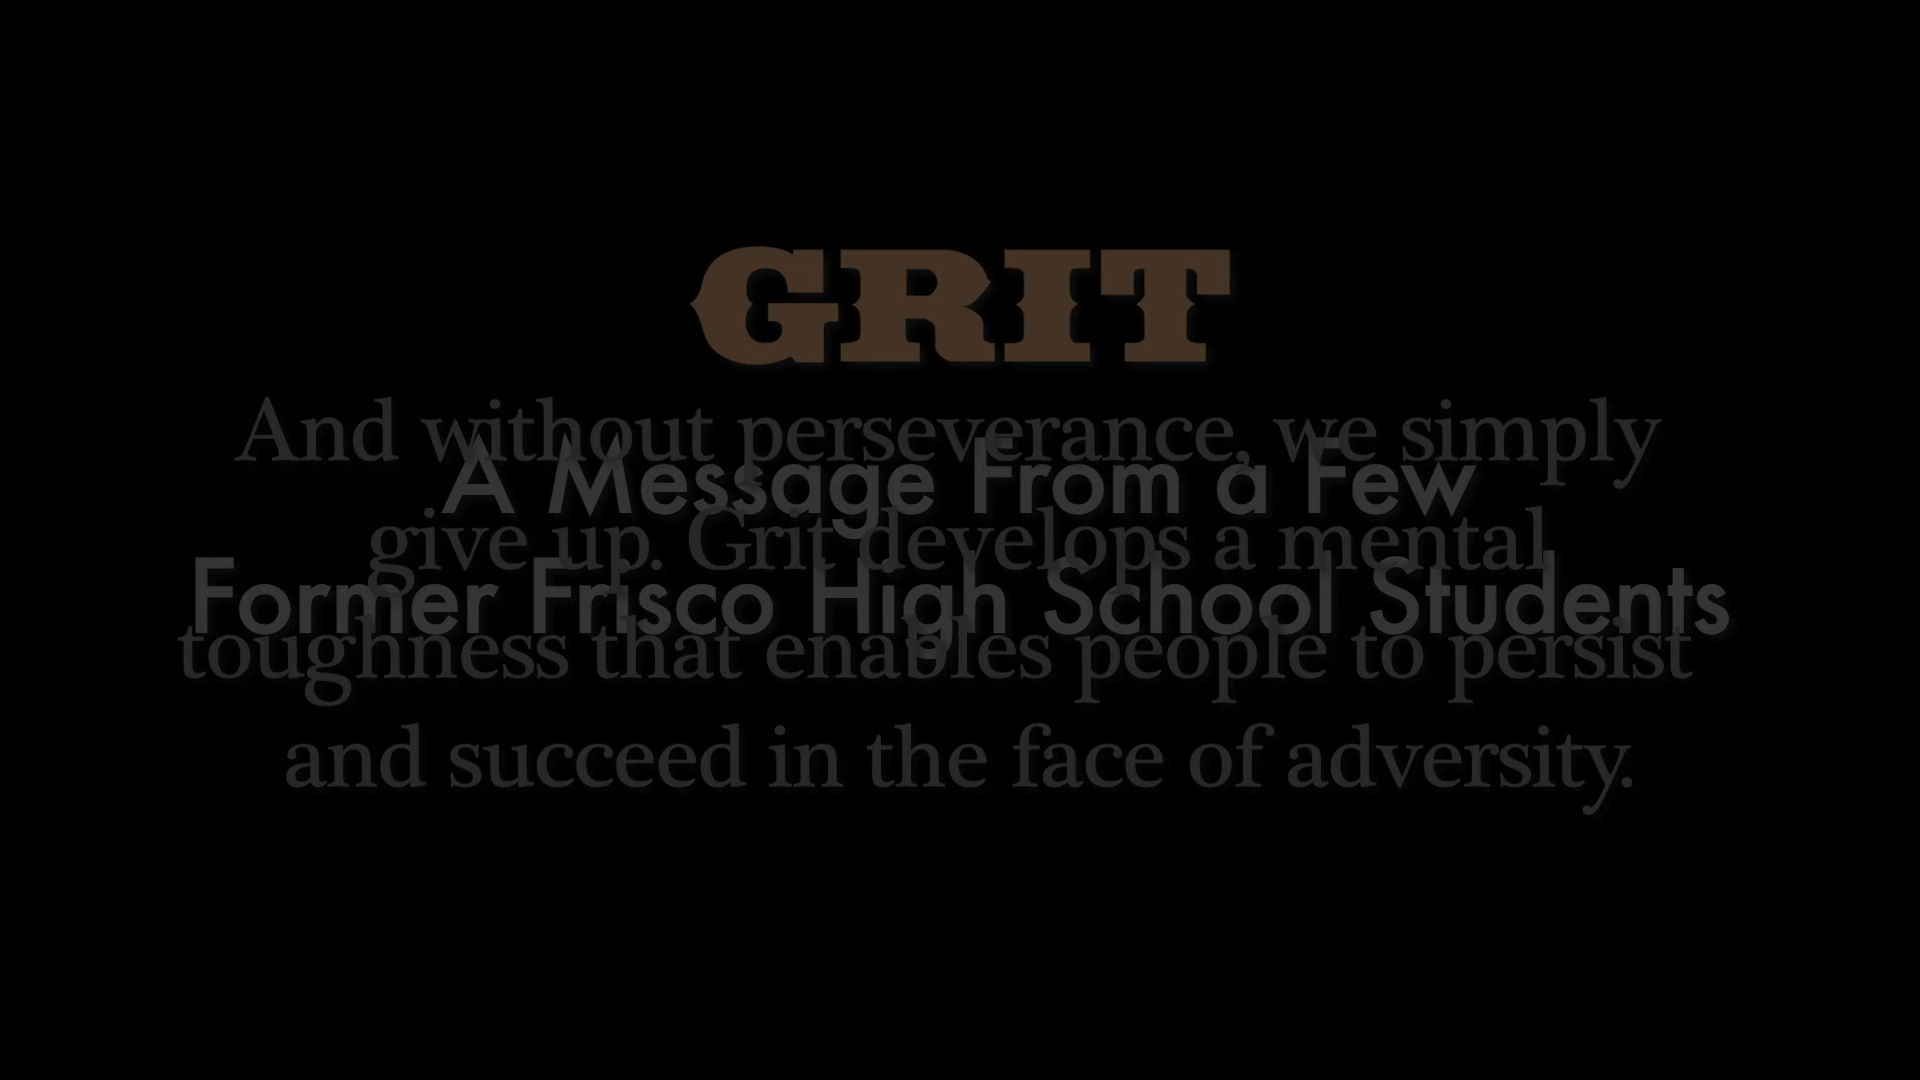 GRIT
And without perseverance, we simply
give up. Grit develops a mental
toughness that enables people to persist
and succeed in the face of adversity.
A Message From a Few
Former Frisco High School Students